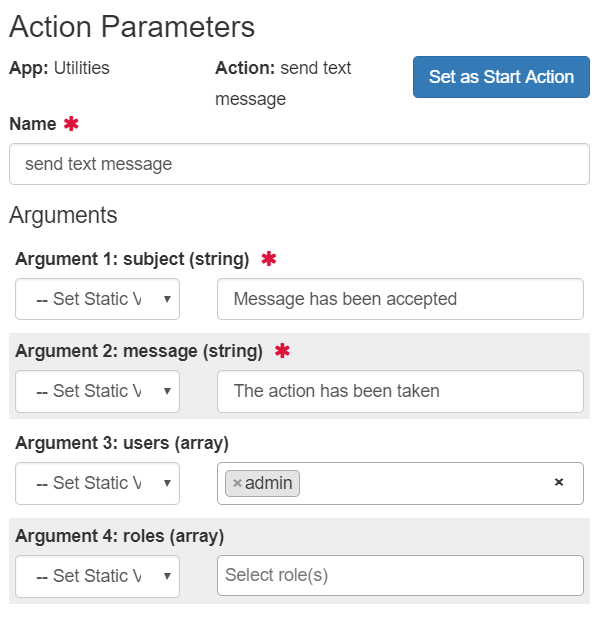 Action Parameters
App: Utilities
Action: send text
message
Set as Start Action
Name *
send text message
Arguments
Argument 1: subject (string) *
-- Set Static V ▼ Message has been accepted
Argument 2: message (string) *
-- Set Static V ▼ The action has been taken
Argument 3: users (array)
-- Set Static V ▼ × admin ×
Argument 4: roles (array)
-- Set Static V ▼ Select role(s)